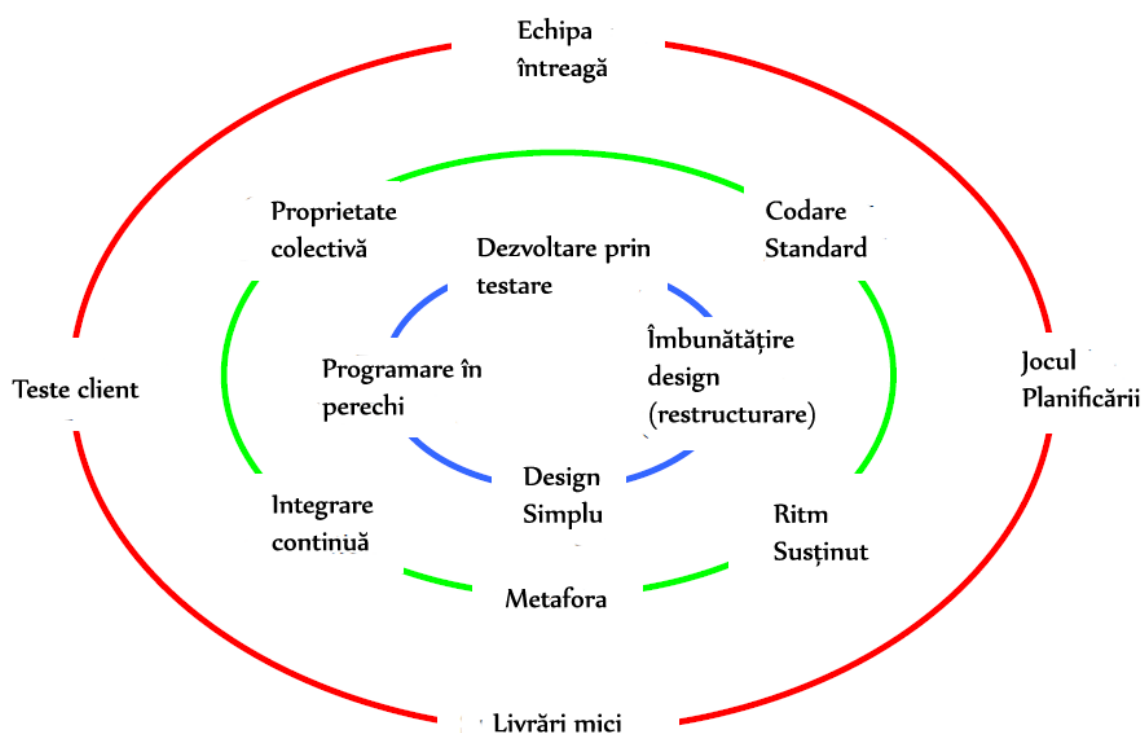 Echipa
întreagă
Proprietate
colectivă
Codare
Standard
Dezvoltare prin
testare
Programare în
perechi
Îmbunătățire
design
(restructurare)
Teste client
Jocul
Planificării
Design
Simplu
Integrare
continuă
Ritm
Susținut
Metafora
Livrări mici